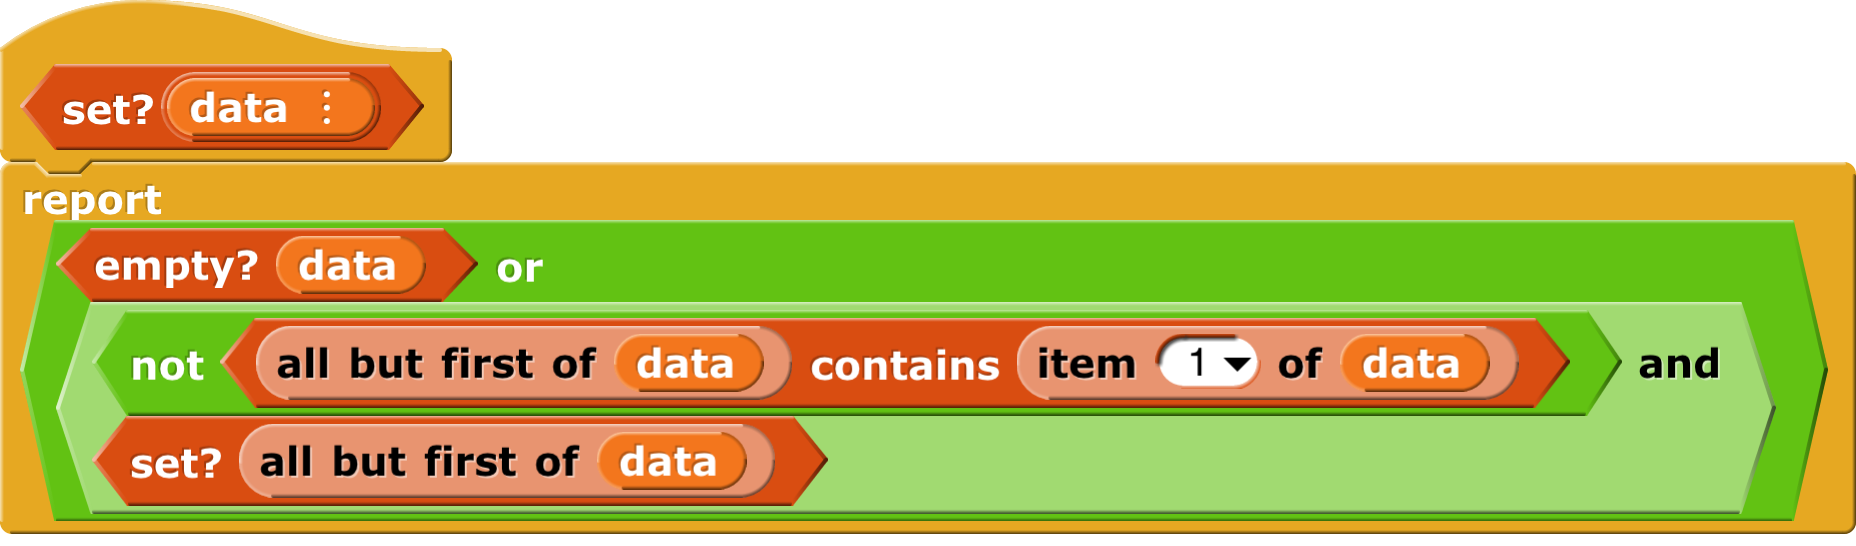 set? data ⋮
report
empty? data or
not all but first of data contains item 1 of data and
set? all but first of data